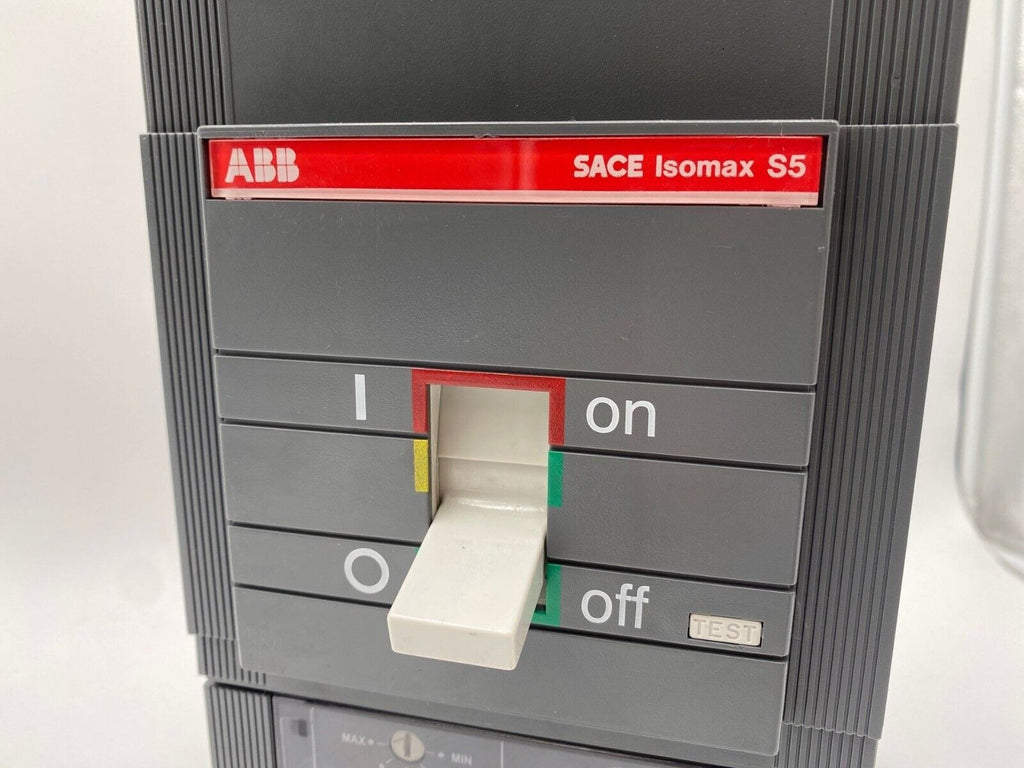 ABB SACE Isomax S5
I on
O off
TEST
MAX MIN